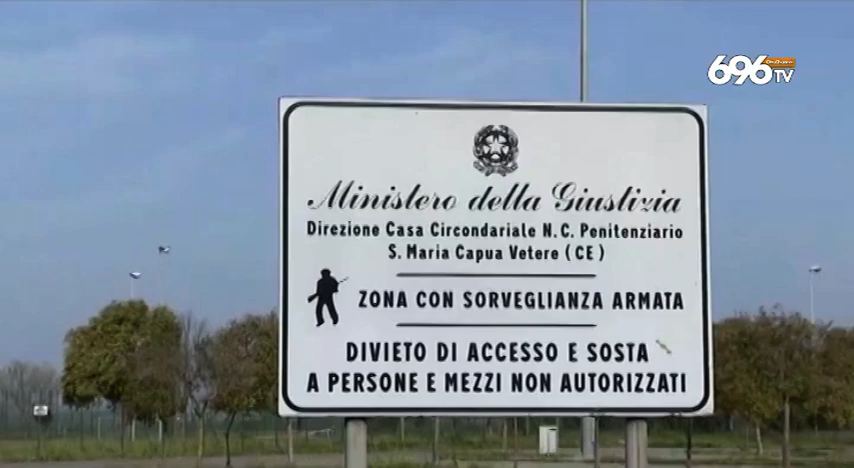 696
TV
Ministero della Giustizia
Direzione Casa Circondariale N.C. Penitenziario
S. Maria Capua Vetere (CE)
ZONA CON SORVEGLIANZA ARMATA
DIVIETO DI ACCESSO E SOSTA
A PERSONE E MEZZI NON AUTORIZZATI